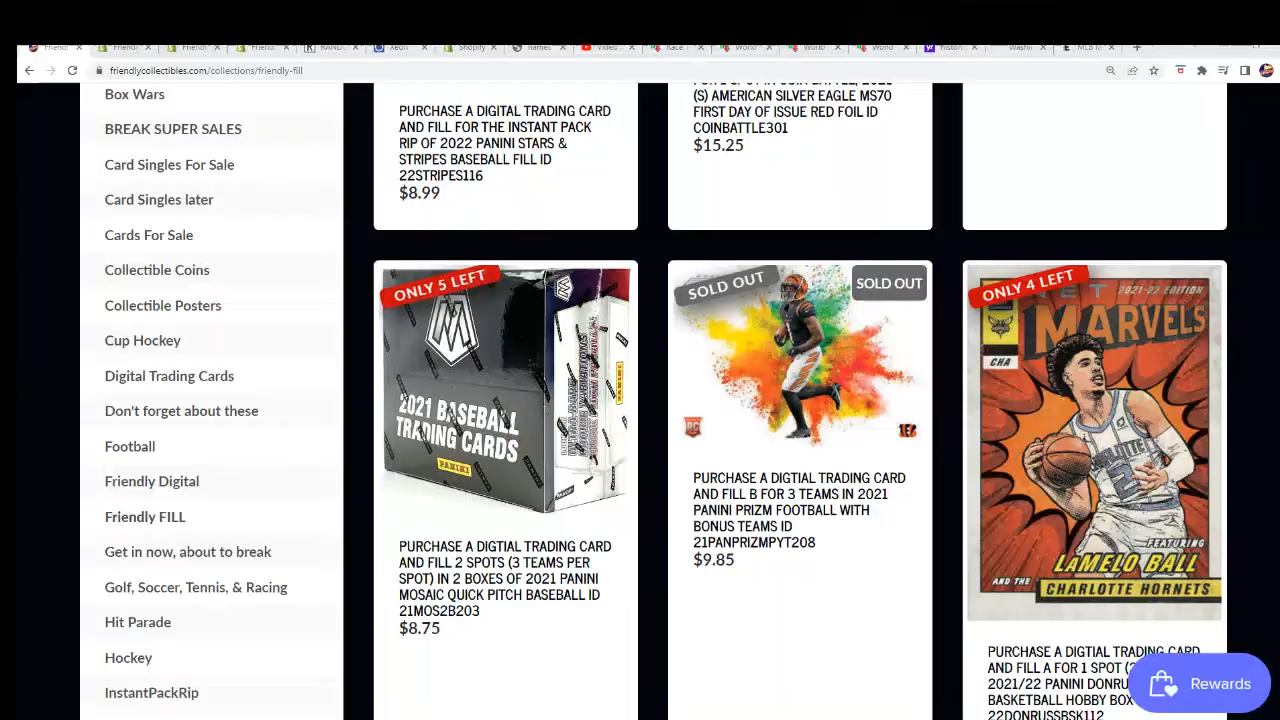 friendlycollectibles.com/collections/friendly-fill
Box Wars
BREAK SUPER SALES
Card Singles For Sale
Card Singles later
Cards For Sale
Collectible Coins
Collectible Posters
Cup Hockey
Digital Trading Cards
Don't forget about these
Football
Friendly Digital
Friendly FILL
Get in now, about to break
Golf, Soccer, Tennis, & Racing
Hit Parade
Hockey
InstantPackRip
PURCHASE A DIGITAL TRADING CARD
AND FILL FOR THE INSTANT PACK
RIP OF 2022 PANINI STARS &
STRIPES BASEBALL FILL ID
22STRIPES116
$8.99
(S) AMERICAN SILVER EAGLE MS70
FIRST DAY OF ISSUE RED FOIL ID
COINBATTLE301
$15.25
ONLY 5 LEFT
2021 BASEBALL
TRADING CARDS
PANINI
PURCHASE A DIGTIAL TRADING CARD
AND FILL 2 SPOTS (3 TEAMS PER
SPOT) IN 2 BOXES OF 2021 PANINI
MOSAIC QUICK PITCH BASEBALL ID
21MOS2B203
$8.75
SOLD OUT
SOLD OUT
RC
PURCHASE A DIGTIAL TRADING CARD
AND FILL B FOR 3 TEAMS IN 2021
PANINI PRIZM FOOTBALL WITH
BONUS TEAMS ID
21PANPRIZMPYT208
$9.85
ONLY 4 LEFT
NET 2021-22 EDITION
MARVELS
CHA
FEATURING
LAMELO BALL
AND THE
CHARLOTTE HORNETS
PURCHASE A DIGTIAL TRADING CARD
AND FILL A FOR 1 SPOT
2021/22 PANINI
BASKETBALL HOBBY BOX
22DONRUSSBSK112
Rewards